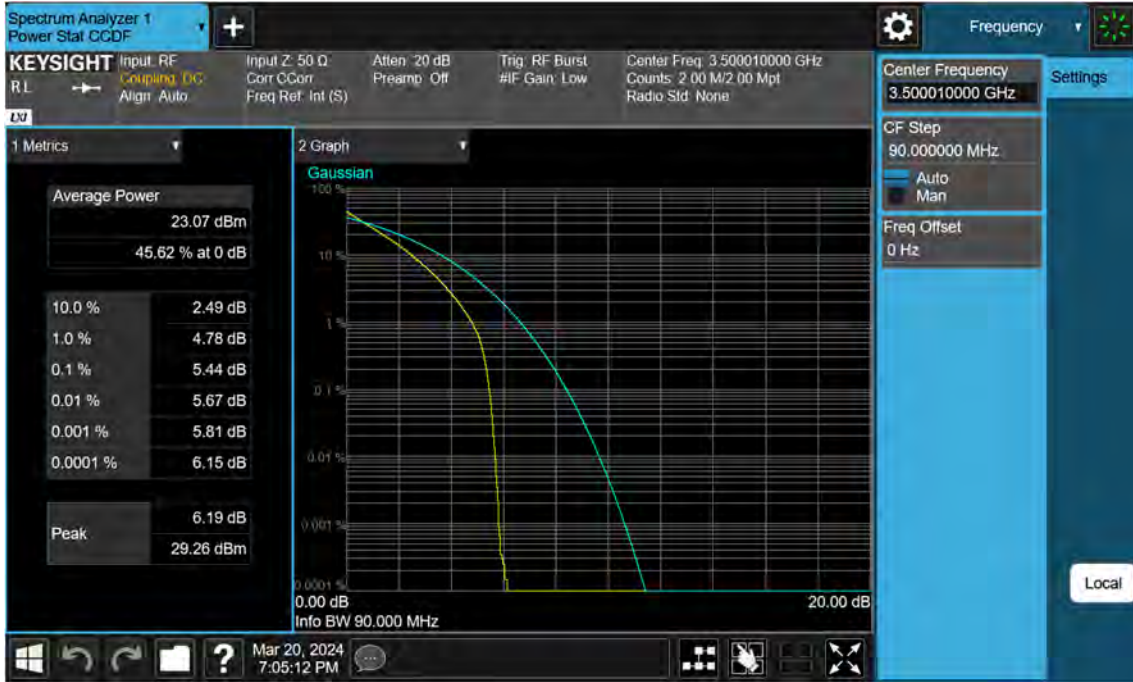 Spectrum Analyzer 1
Power Stat CCDF
+
Frequency
KEYSIGHT
RL
LXI
Input: RF
Coupling: DC
Align: Auto
Input Z: 50 Ω
Corr CCorr
Freq Ref: Int (S)
Atten: 20 dB
Preamp: Off
Trig: RF Burst
#IF Gain: Low
Center Freq: 3.500010000 GHz
Counts: 2.00 M/2.00 Mpt
Radio Std: None
Center Frequency
3.500010000 GHz
Settings
CF Step
90.000000 MHz
Auto
Man
Freq Offset
0 Hz
1 Metrics
Average Power
23.07 dBm
45.62 % at 0 dB
10.0 % 2.49 dB
1.0 % 4.78 dB
0.1 % 5.44 dB
0.01 % 5.67 dB
0.001 % 5.81 dB
0.0001 % 6.15 dB
Peak
6.19 dB
29.26 dBm
2 Graph
Gaussian
100 %
10 %
1 %
0.1 %
0.01 %
0.001 %
0.0001 %
0.00 dB 20.00 dB
Info BW 90.000 MHz
Local
?
Mar 20, 2024
7:05:12 PM